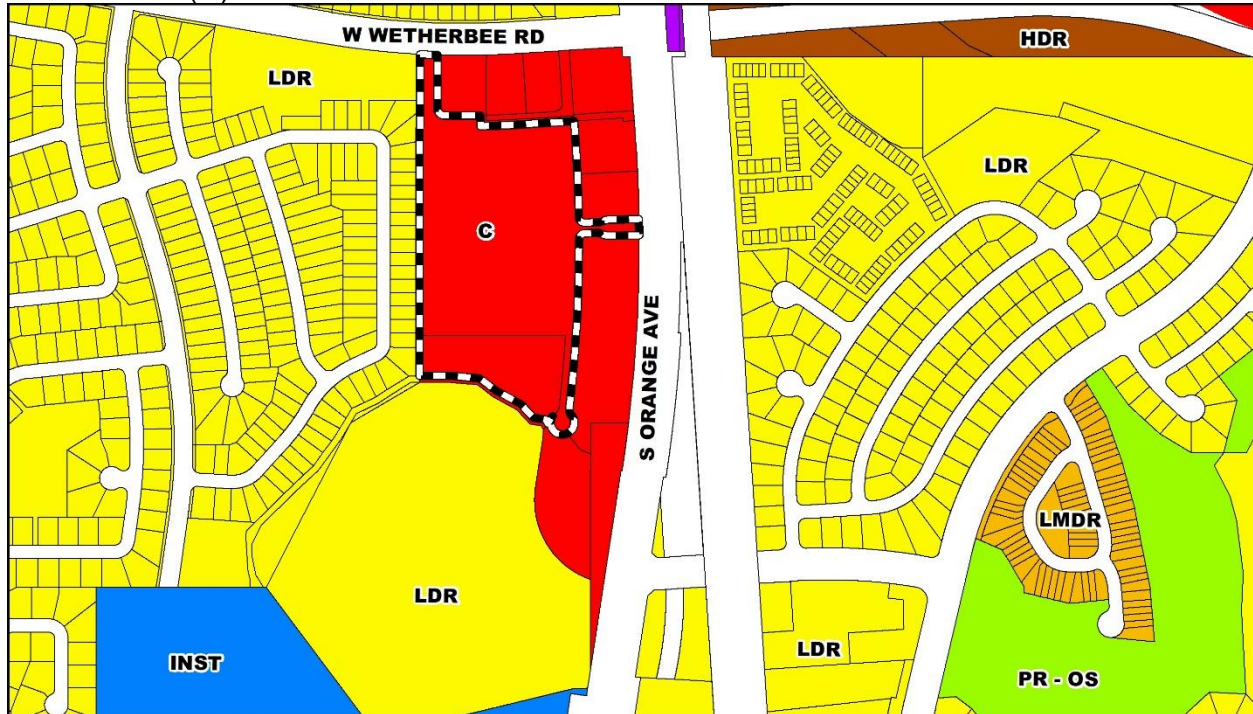 W WETHERBEE RD
HDR
LDR
LDR
C
S ORANGE AVE
LMDR
LDR
LDR
INST
PR - OS